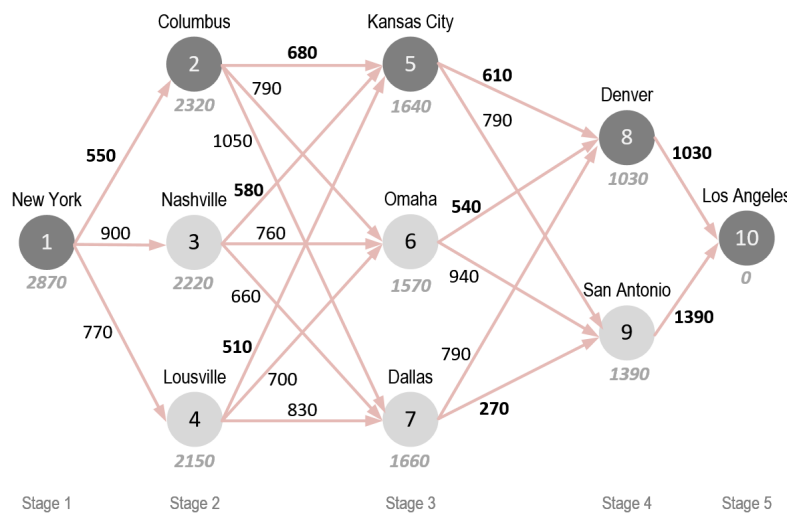 Columbus
Kansas City
2
680
5
790
610
2320
1640
Denver
1050
790
8
550
1030
New York
Nashville
580
Omaha
540
1030
Los Angeles
1
900
3
760
6
10
2870
2220
1570
0
660
940
San Antonio
770
510
9
1390
Lousville
700
Dallas
790
1390
4
830
7
270
2150
1660
Stage 1
Stage 2
Stage 3
Stage 4
Stage 5